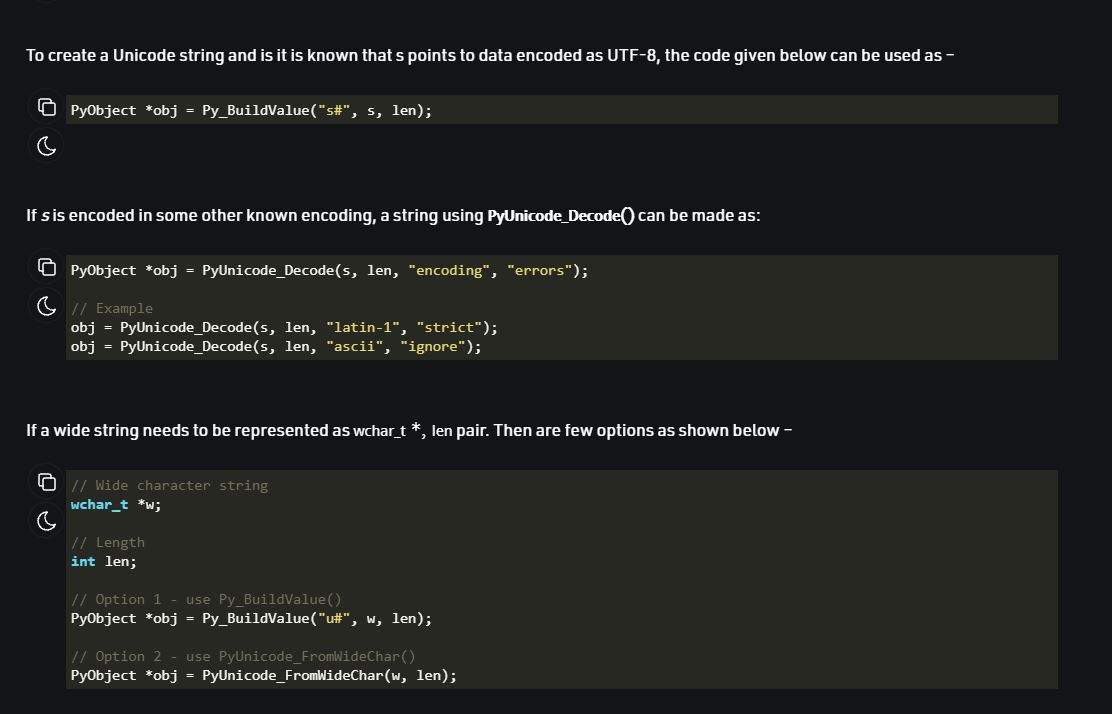 To create a Unicode string and is it is known that s points to data encoded as UTF-8, the code given below can be used as –
PyObject *obj = Py_BuildValue("s#", s, len);
If s is encoded in some other known encoding, a string using PyUnicode_Decode() can be made as:
PyObject *obj = PyUnicode_Decode(s, len, "encoding", "errors");
// Example
obj = PyUnicode_Decode(s, len, "latin-1", "strict");
obj = PyUnicode_Decode(s, len, "ascii", "ignore");
If a wide string needs to be represented as wchar_t *, len pair. Then are few options as shown below –
// Wide character string
wchar_t *w;
// Length
int len;
// Option 1 - use Py_BuildValue()
PyObject *obj = Py_BuildValue("u#", w, len);
// Option 2 - use PyUnicode_FromWideChar()
PyObject *obj = PyUnicode_FromWideChar(w, len);